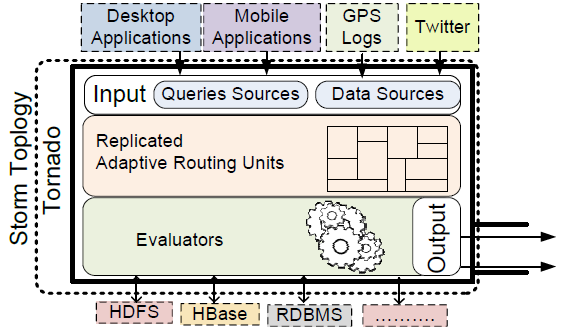 Desktop
Applications
Mobile
Applications
GPS
Logs
Twitter
Storm Toplogy
Tornado
Input
Queries Sources
Data Sources
Replicated
Adaptive Routing Units
Evaluators
Output
HDFS
HBase
RDBMS
..........